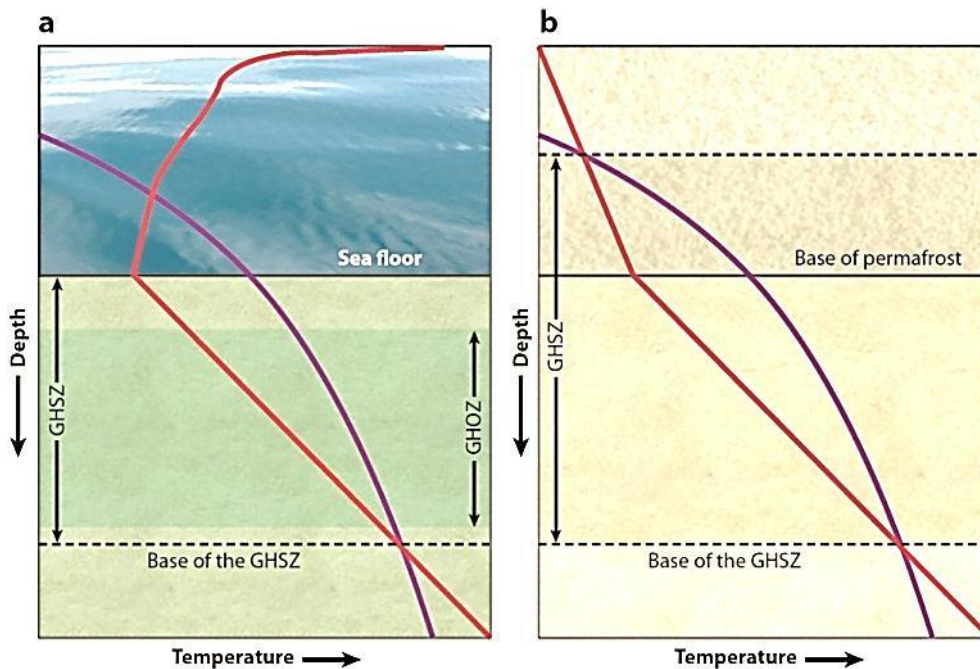 a
Sea floor
Depth
GHSZ
GHOZ
Base of the GHSZ
Temperature
b
Base of permafrost
Depth
GHSZ
Base of the GHSZ
Temperature